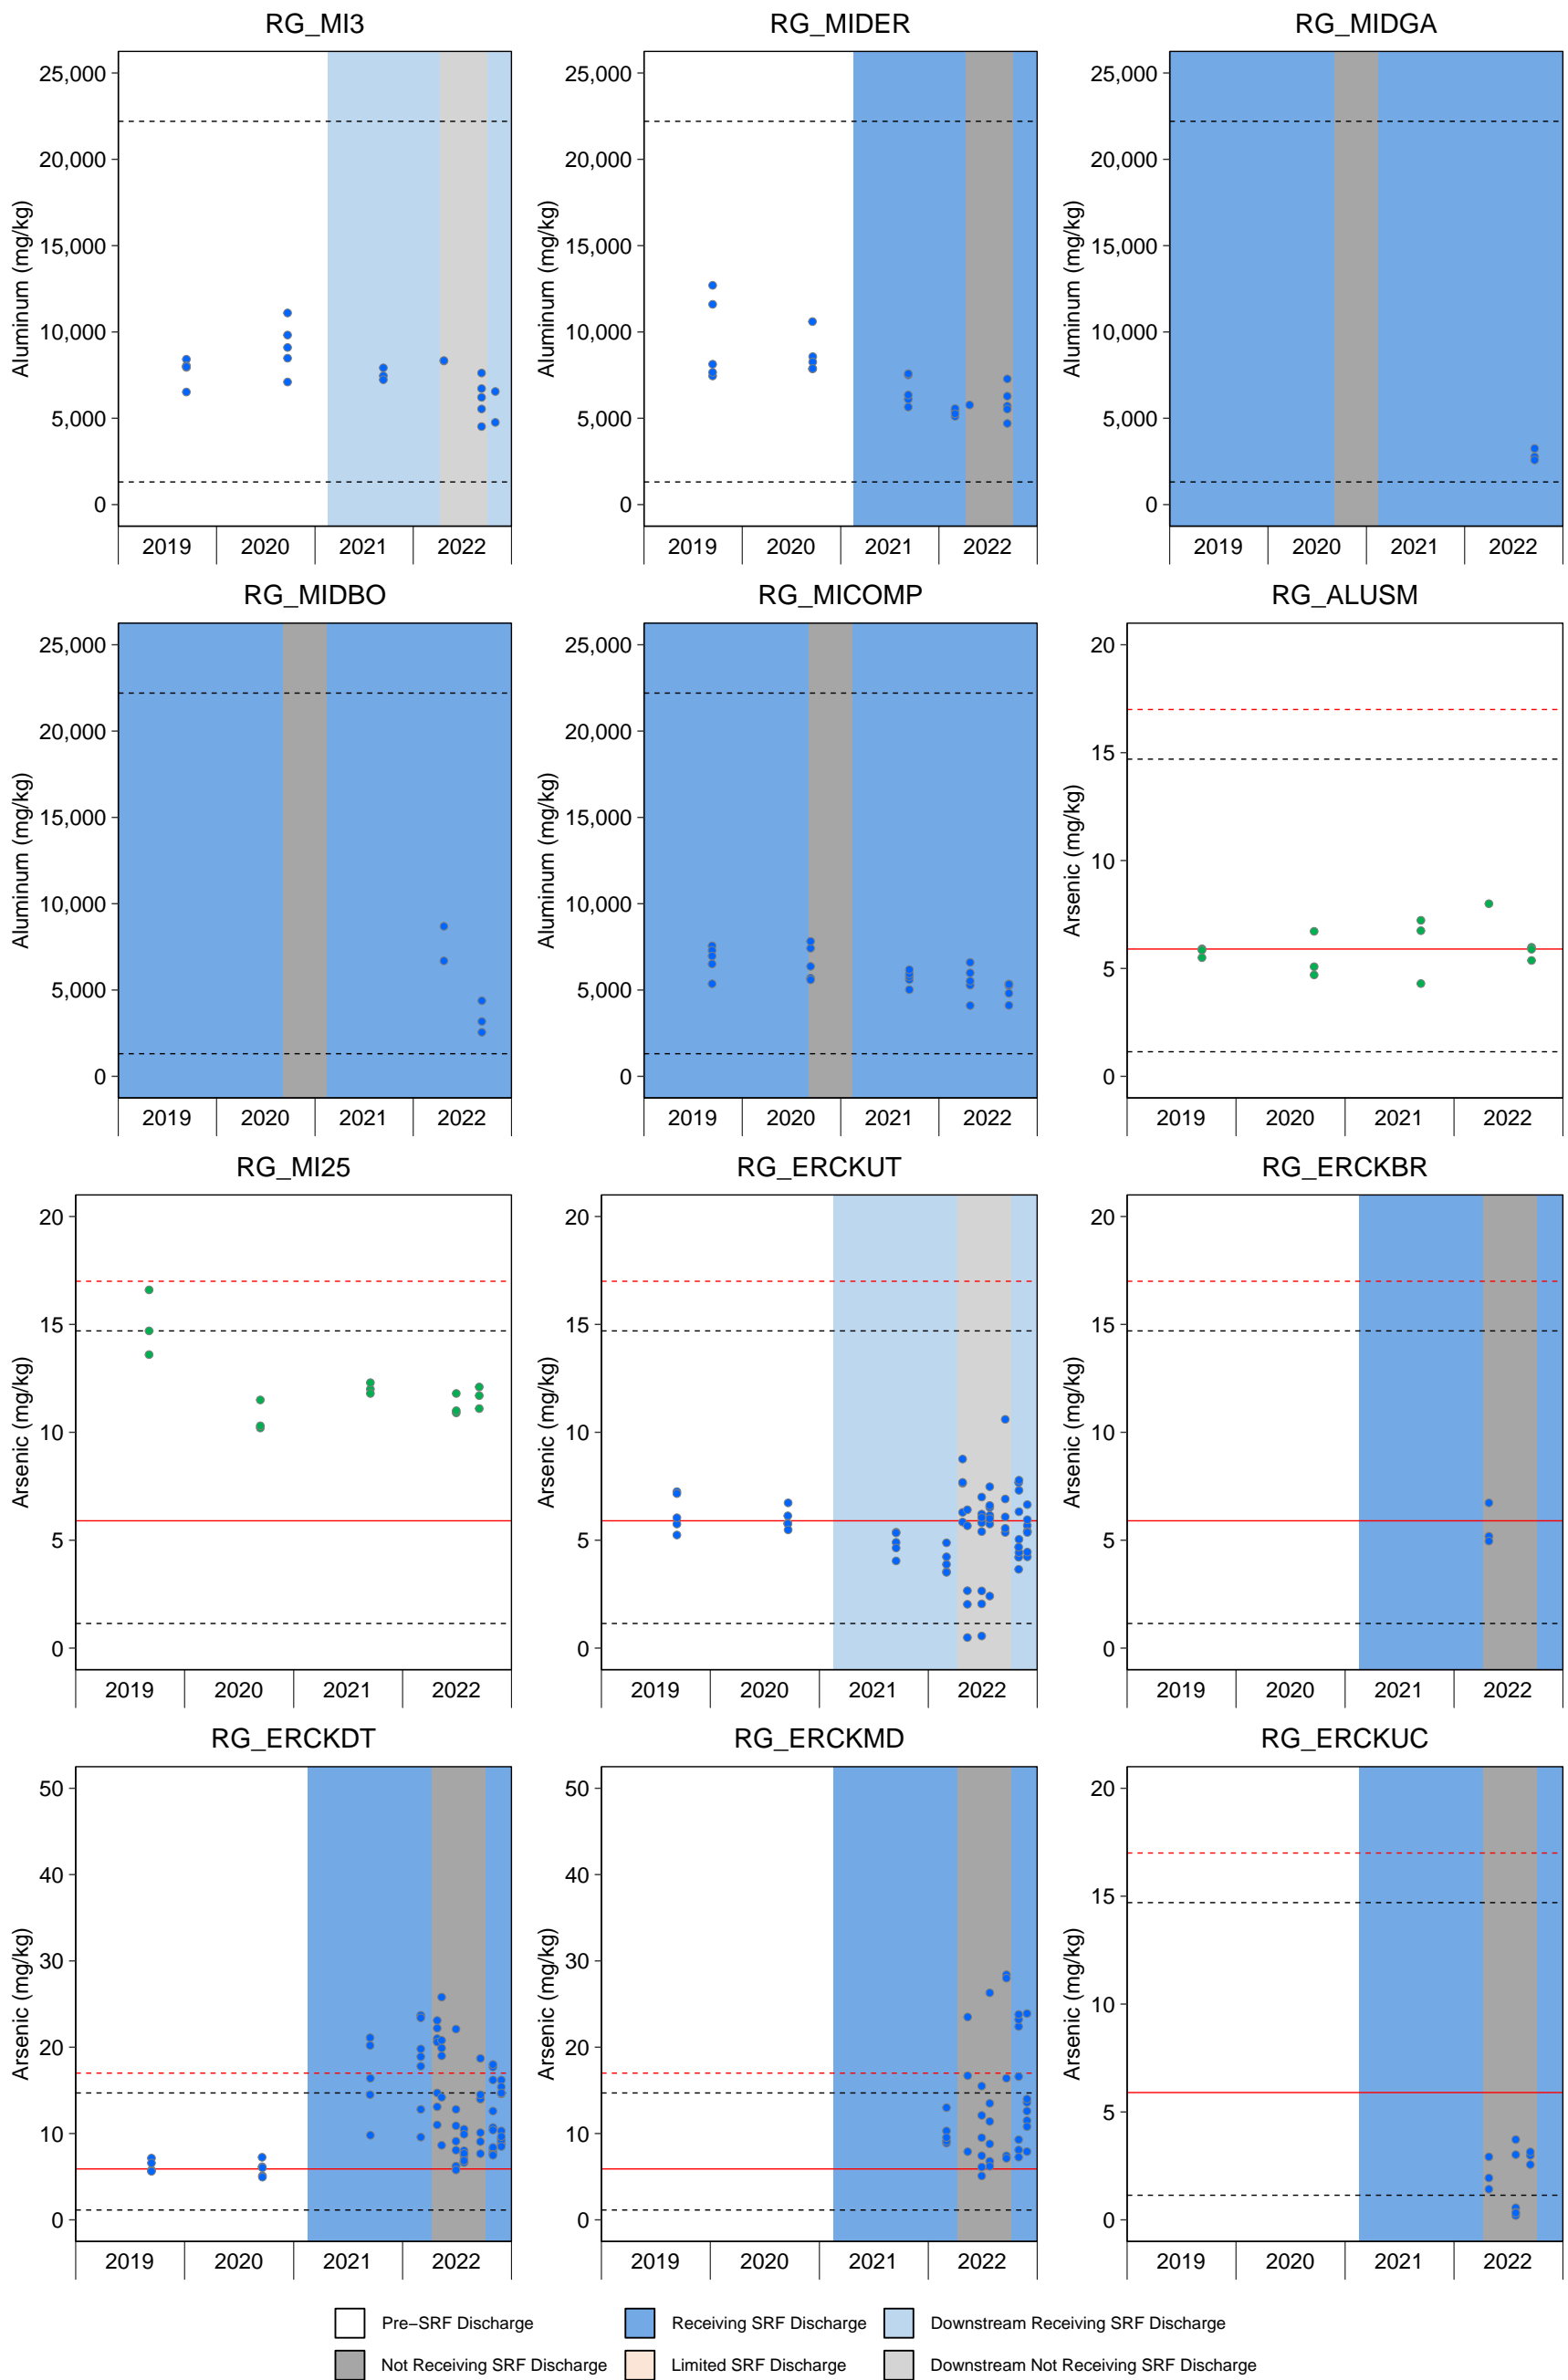 RG_MI3 RG_MIDER RG_MIDGA
25,000 25,000 25,000
20,000 20,000 20,000
15,000 15,000 15,000
10,000 10,000 10,000
5,000 5,000 5,000
0 0 0
Aluminum (mg/kg) Aluminum (mg/kg) Aluminum (mg/kg)
2019 2020 2021 2022 2019 2020 2021 2022 2019 2020 2021 2022
RG_MIDBO RG_MICOMP RG_ALUSM
25,000 25,000 20
20,000 20,000 15
15,000 15,000 10
10,000 10,000 5
5,000 5,000 0
0 0
Aluminum (mg/kg) Aluminum (mg/kg) Arsenic (mg/kg)
2019 2020 2021 2022 2019 2020 2021 2022 2019 2020 2021 2022
RG_MI25 RG_ERCKUT RG_ERCKBR
20 20 20
15 15 15
10 10 10
5 5 5
0 0 0
Arsenic (mg/kg) Arsenic (mg/kg) Arsenic (mg/kg)
2019 2020 2021 2022 2019 2020 2021 2022 2019 2020 2021 2022
RG_ERCKDT RG_ERCKMD RG_ERCKUC
50 50 20
40 40 15
30 30 10
20 20 5
10 10 0
0 0
Arsenic (mg/kg) Arsenic (mg/kg) Arsenic (mg/kg)
2019 2020 2021 2022 2019 2020 2021 2022 2019 2020 2021 2022
Pre−SRF Discharge Receiving SRF Discharge Downstream Receiving SRF Discharge
Not Receiving SRF Discharge Limited SRF Discharge Downstream Not Receiving SRF Discharge